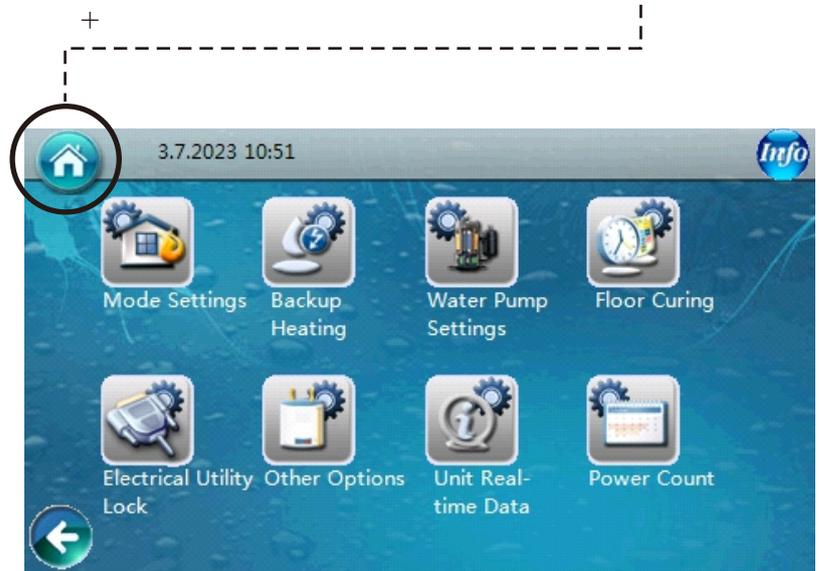 +
3.7.2023 10:51
Info
Mode Settings
Backup
Heating
Water Pump
Settings
Floor Curing
Electrical Utility
Lock
Other Options
Unit Real-
time Data
Power Count